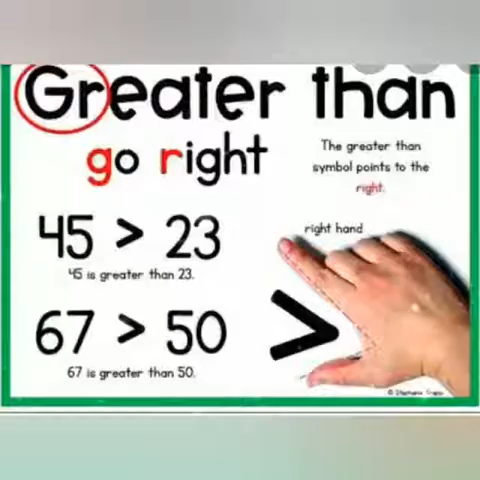 Greater than
go right
The greater than
symbol points to the
right.
45 > 23
45 is greater than 23.
right hand
67 > 50
67 is greater than 50.
>